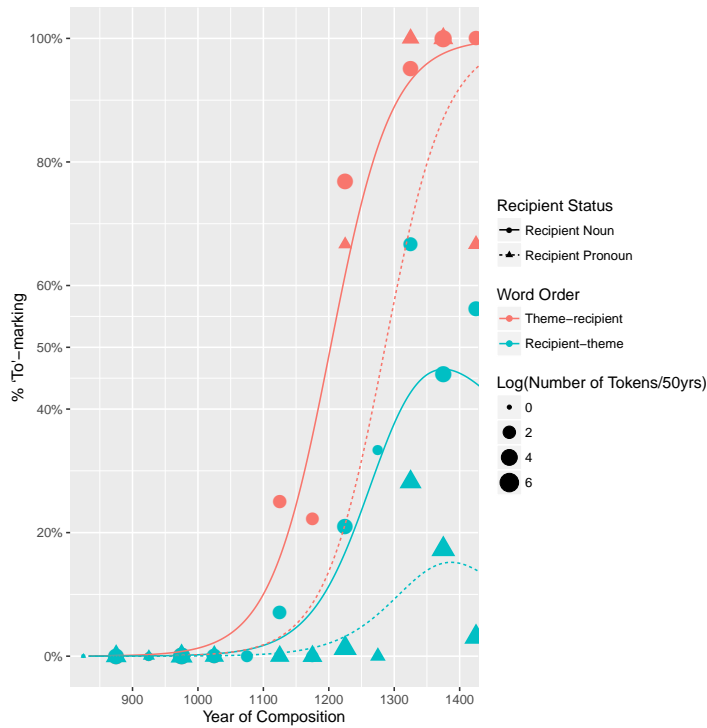 100%
80%
60%
50%
40%
20%
0%
% 'To'−marking
900
1000
1100
1200
1300
1400
Year of Composition
Recipient Status
Recipient Noun
Recipient Pronoun
Word Order
Theme−recipient
Recipient−theme
Log(Number of Tokens/50yrs)
0
2
4
6